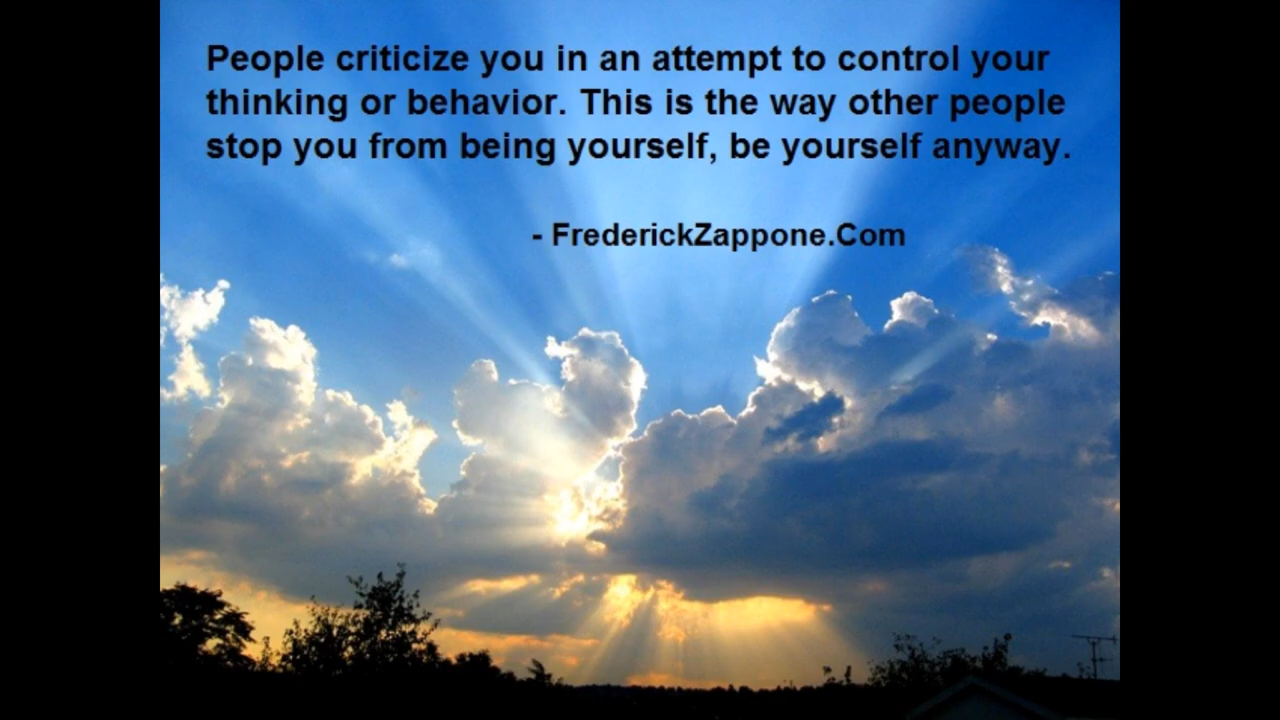 People criticize you in an attempt to control your
thinking or behavior. This is the way other people
stop you from being yourself, be yourself anyway.
- FrederickZappone.Com